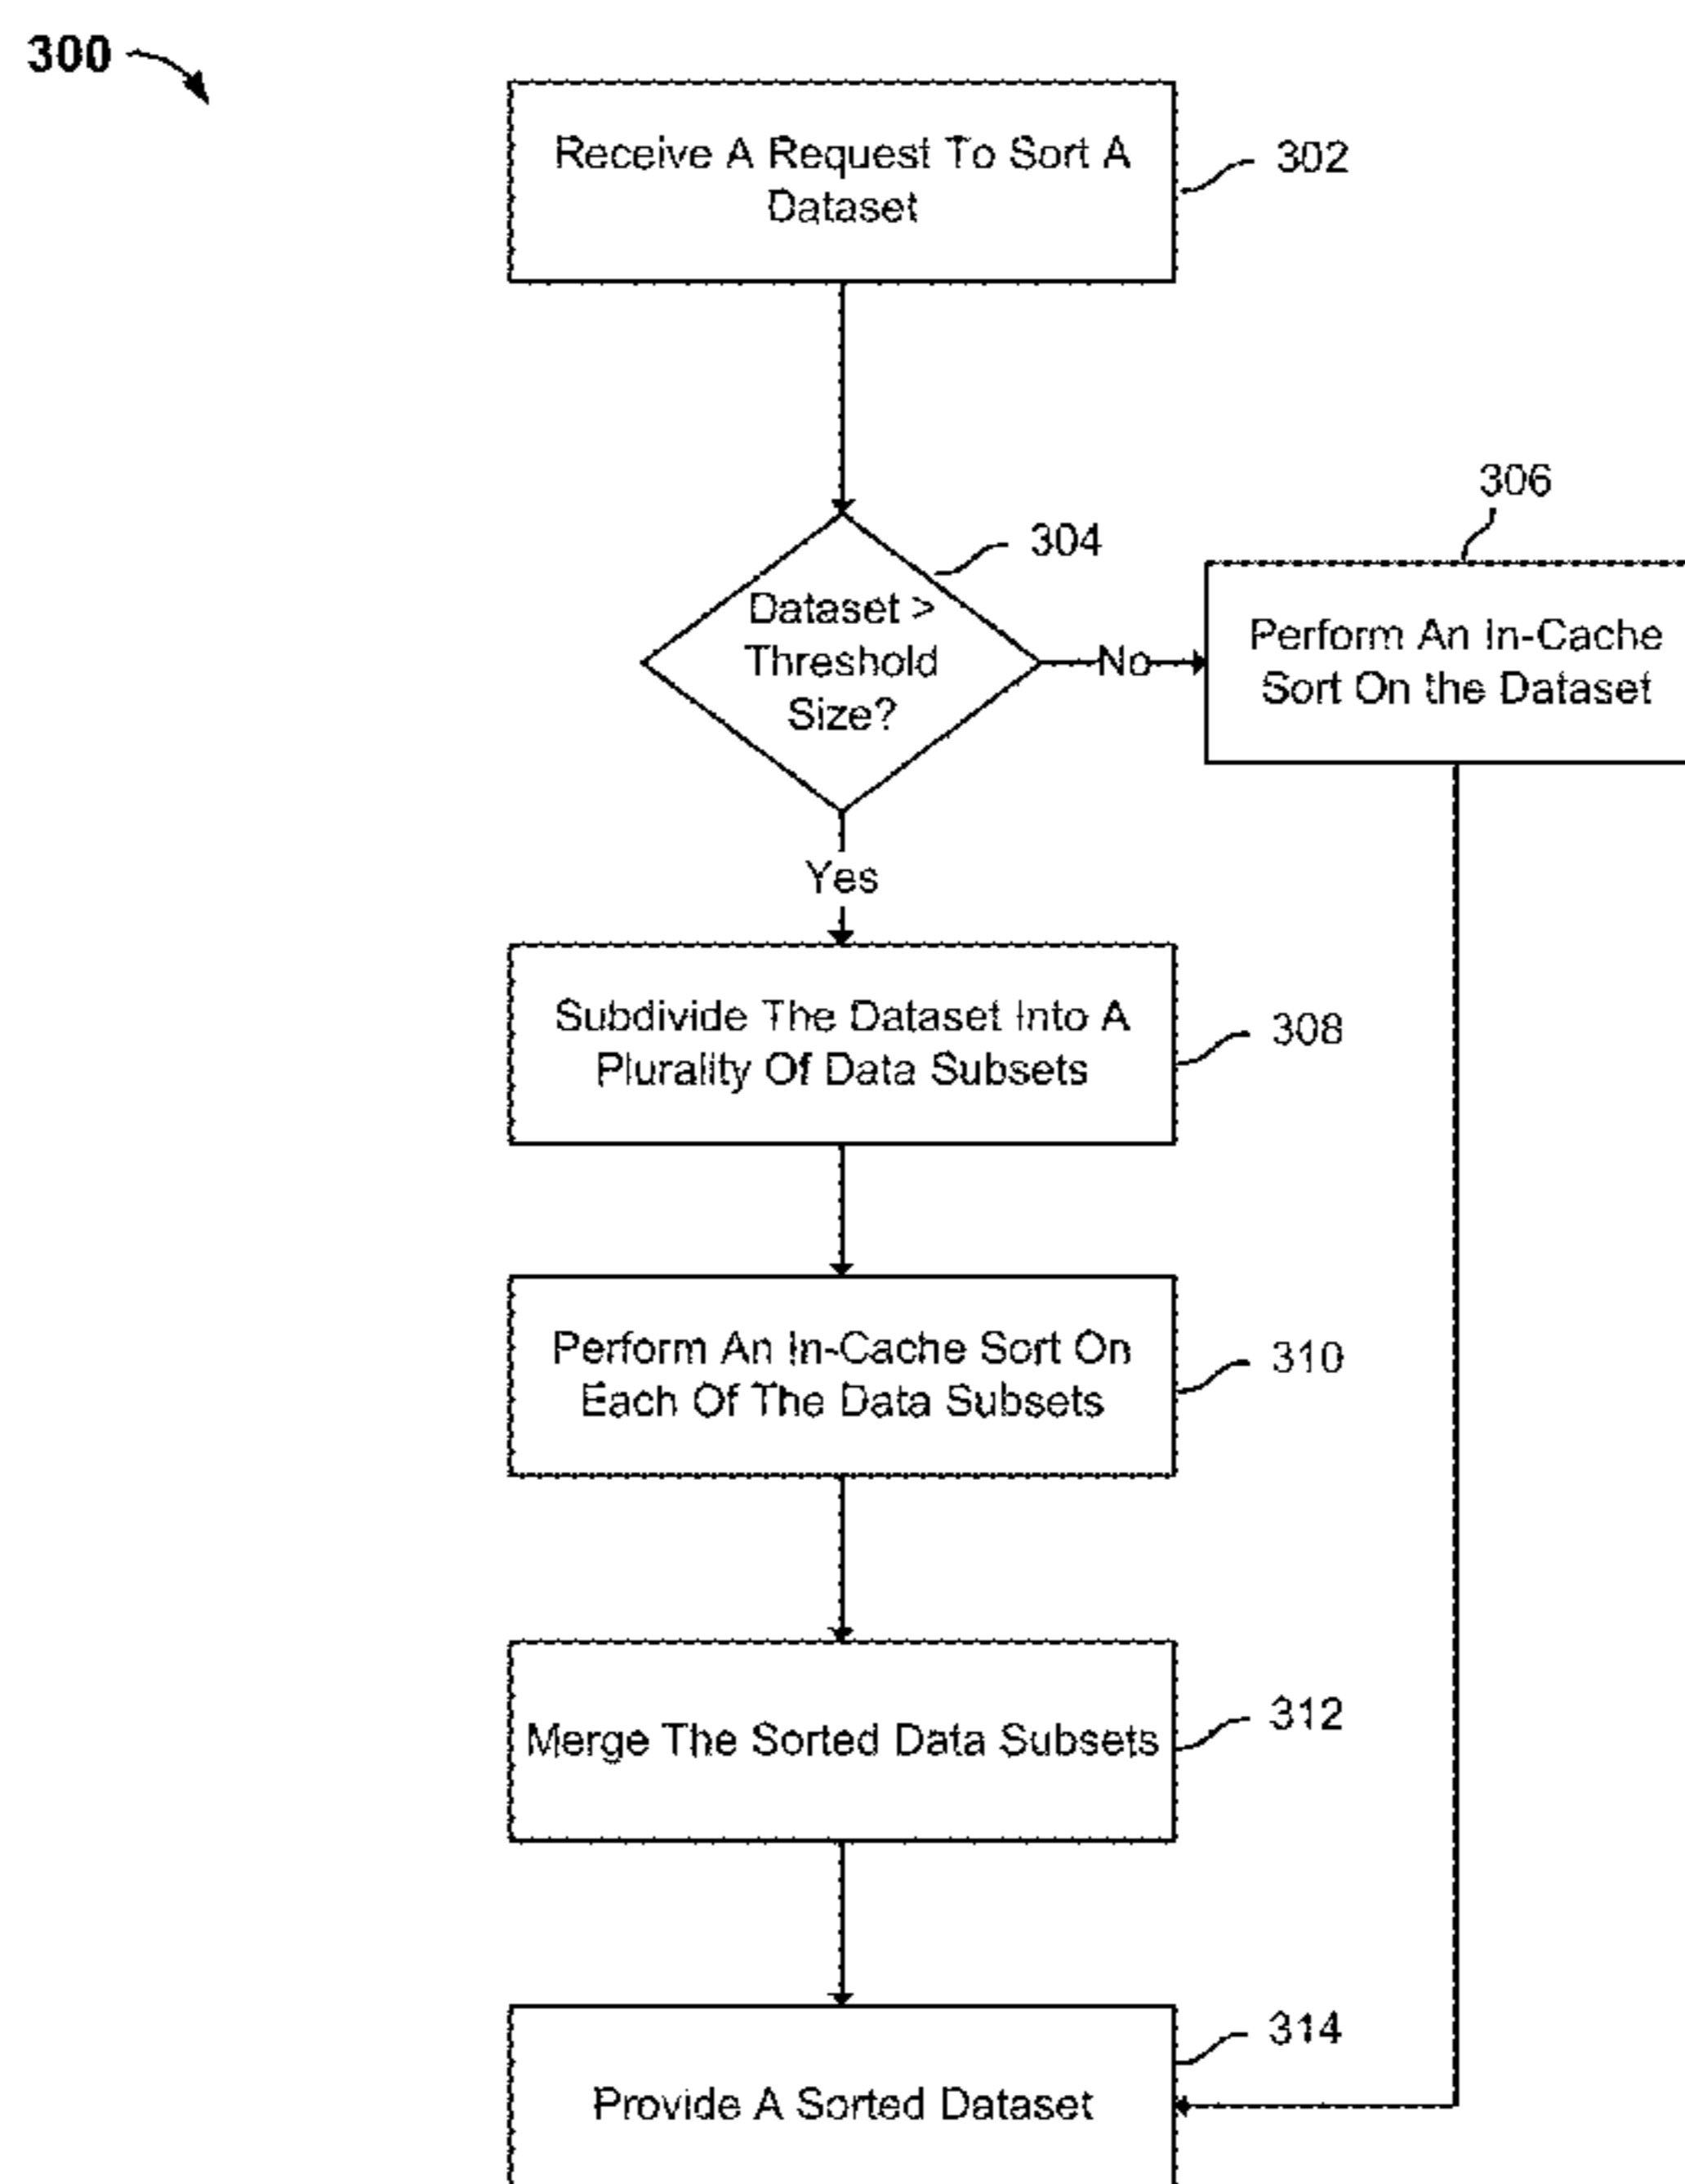 300
Receive A Request To Sort A
Dataset
302
304
Dataset >
Threshold
Size?
No
306
Perform An In-Cache
Sort On the Dataset
Yes
Subdivide The Dataset Into A
Plurality Of Data Subsets
308
Perform An In-Cache Sort On
Each Of The Data Subsets
310
Merge The Sorted Data Subsets
312
314
Provide A Sorted Dataset